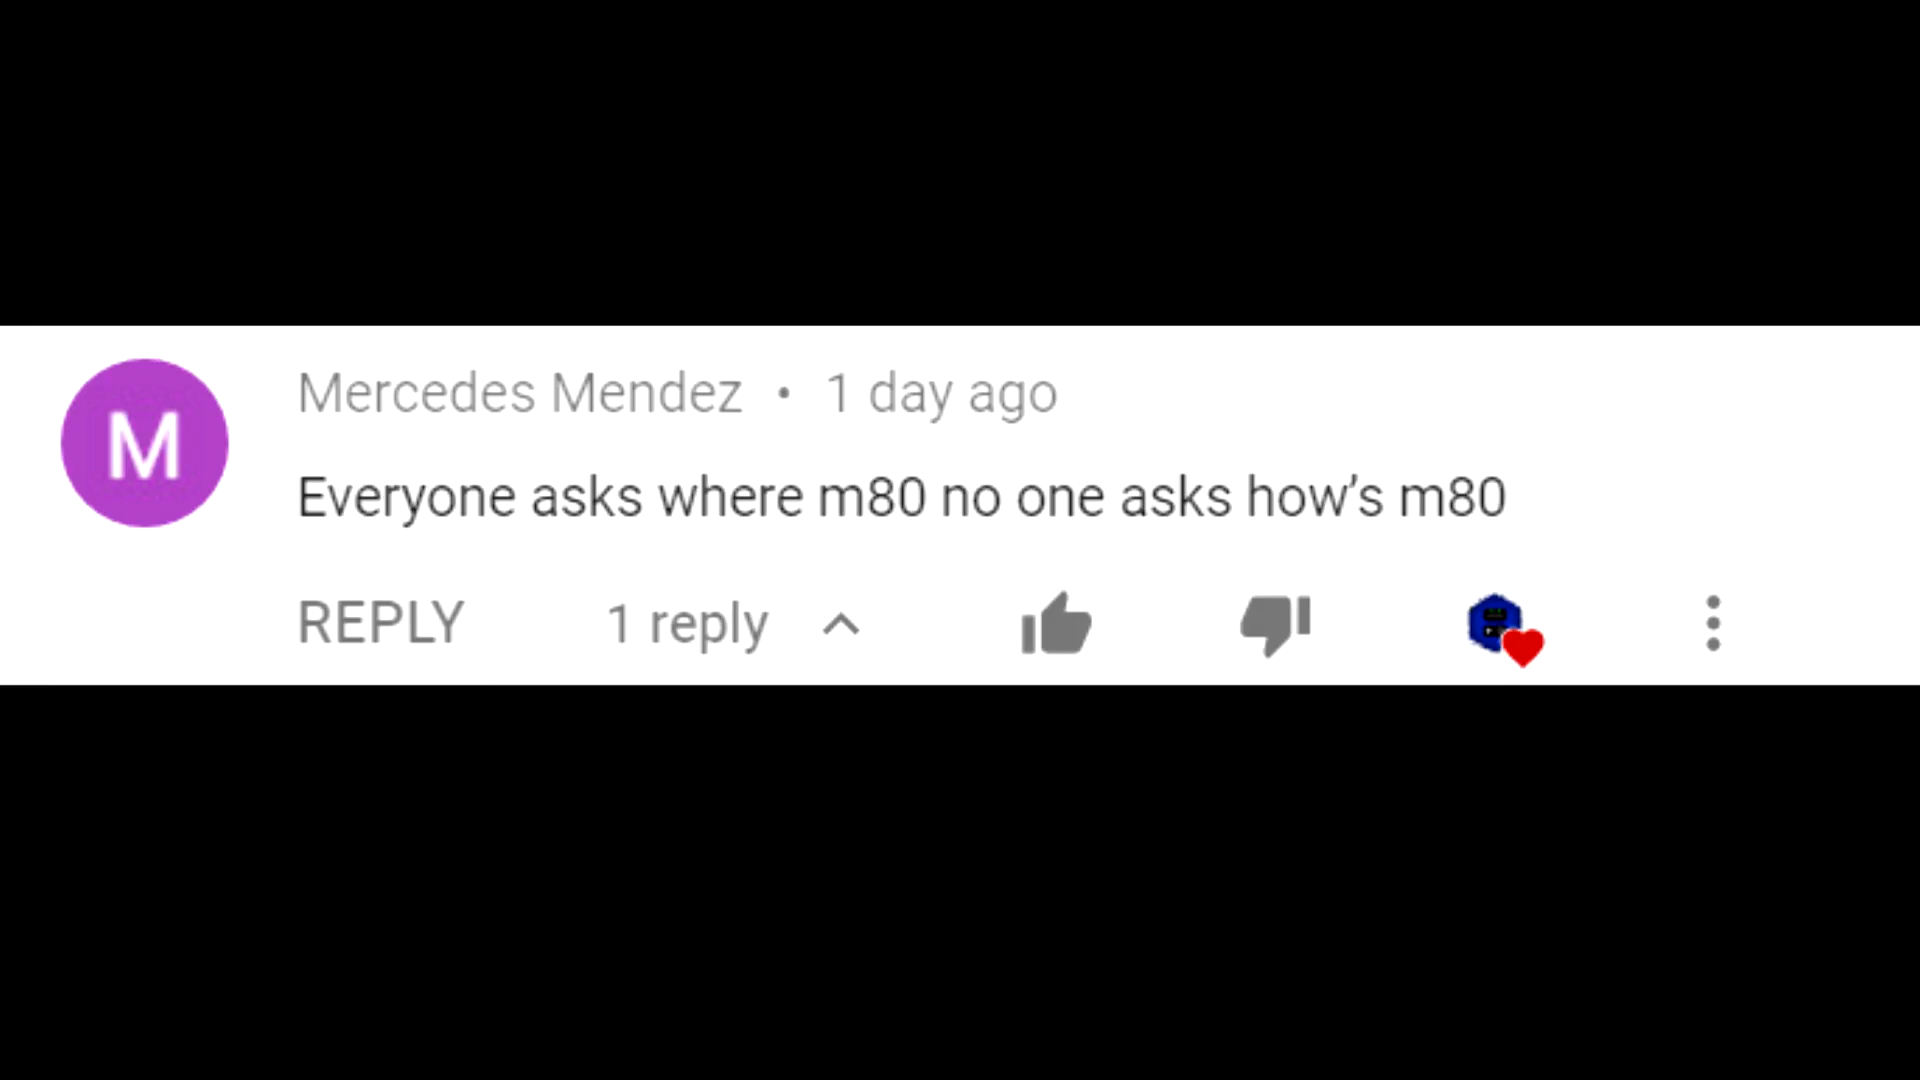 M
Mercedes Mendez • 1 day ago
Everyone asks where m80 no one asks how’s m80
REPLY 1 reply